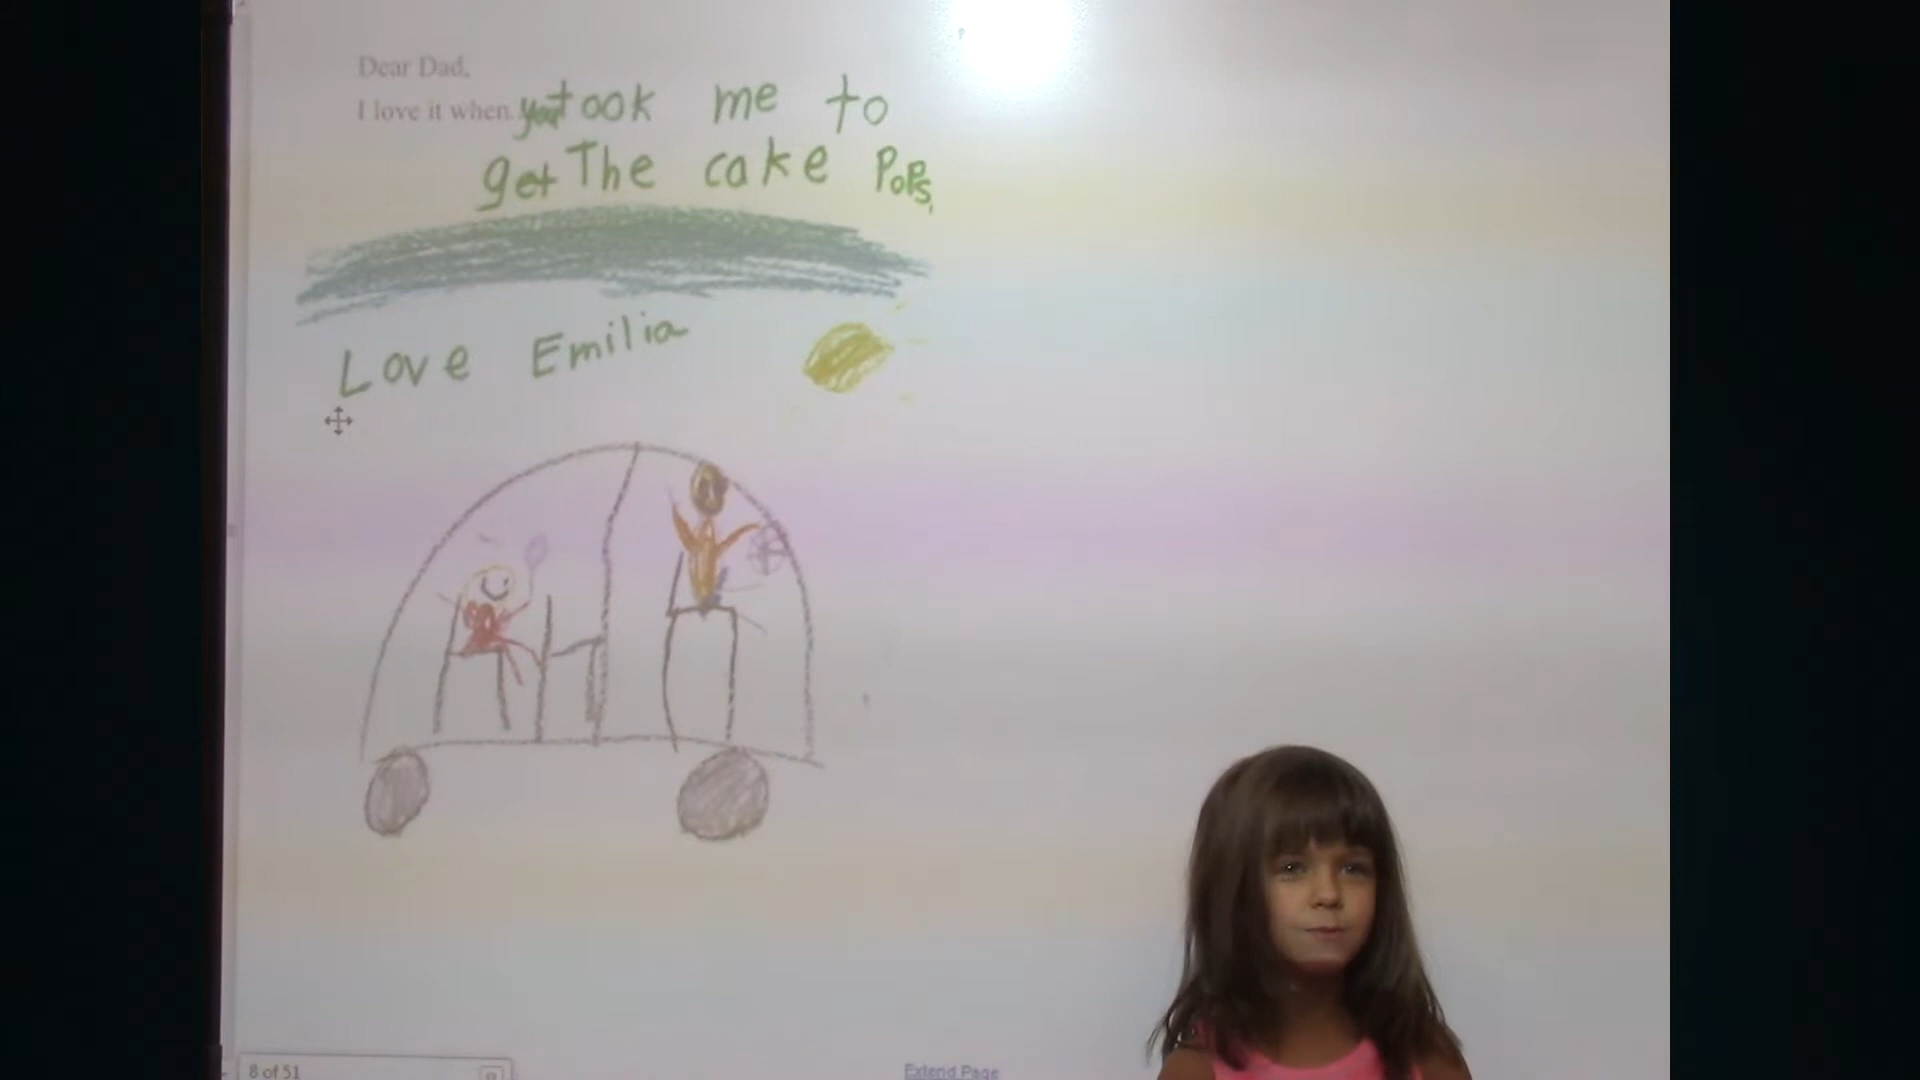 Dear Dad,
I love it when. you took me to
get The cake PoPs,
Love Emilia
8 of 51
Extend Page